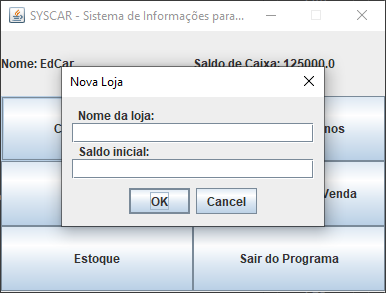 SYSCAR - Sistema de Informações para...
Nome: EdCar Saldo de Caixa: 125000.0
Nova Loja
Nome da loja:
Saldo inicial:
OK Cancel
Venda
Estoque Sair do Programa